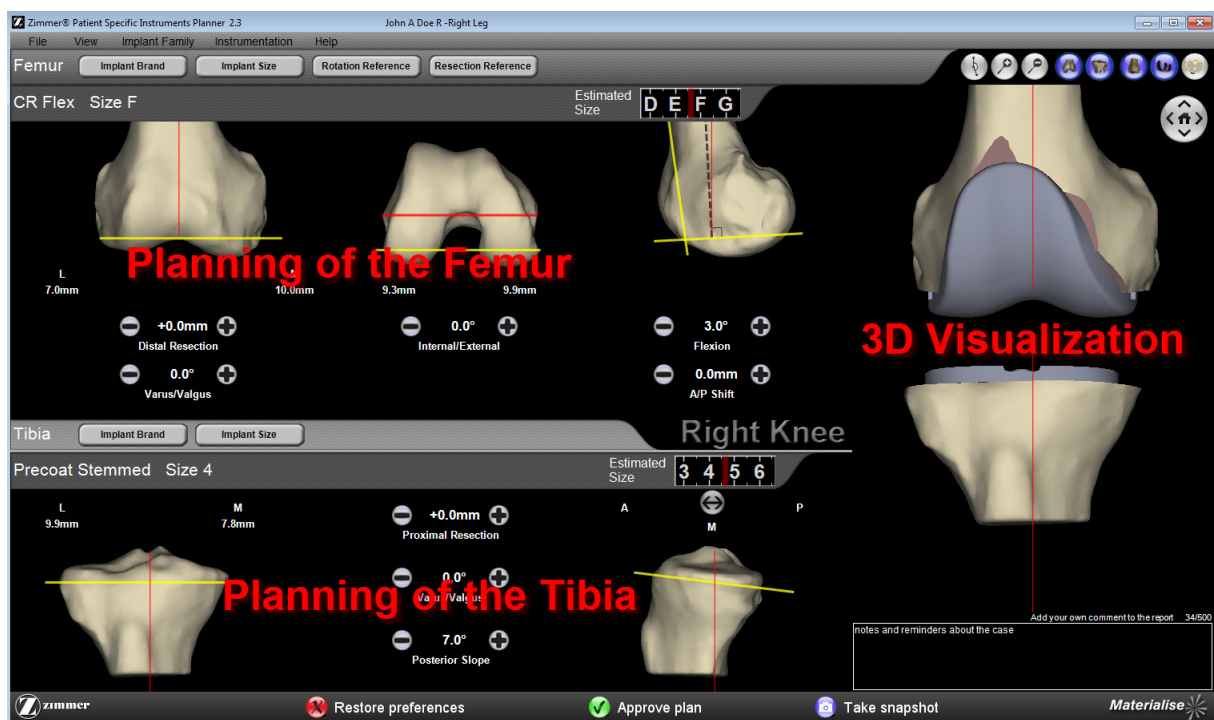 Zimmer® Patient Specific Instruments Planner 2.3
John A Doe R -Right Leg
File View Implant Family Instrumentation Help
Femur Implant Brand Implant Size Rotation Reference Resection Reference
CR Flex Size F
Estimated Size
D E F G
Planning of the Femur
L
7.0mm
10.0mm
9.3mm
9.9mm
+0.0mm
Distal Resection
0.0°
Varus/Valgus
0.0°
Internal/External
3.0°
Flexion
0.0mm
A/P Shift
3D Visualization
Tibia Implant Brand Implant Size
Right Knee
Precoat Stemmed Size 4
Estimated Size
3 4 5 6
L
9.9mm
M
7.8mm
+0.0mm
Proximal Resection
0.0°
Varus/Valgus
7.0°
Posterior Slope
A
M
P
Planning of the Tibia
Add your own comment to the report 34/500
notes and reminders about the case
zimmer
Restore preferences
Approve plan
Take snapshot
Materialise